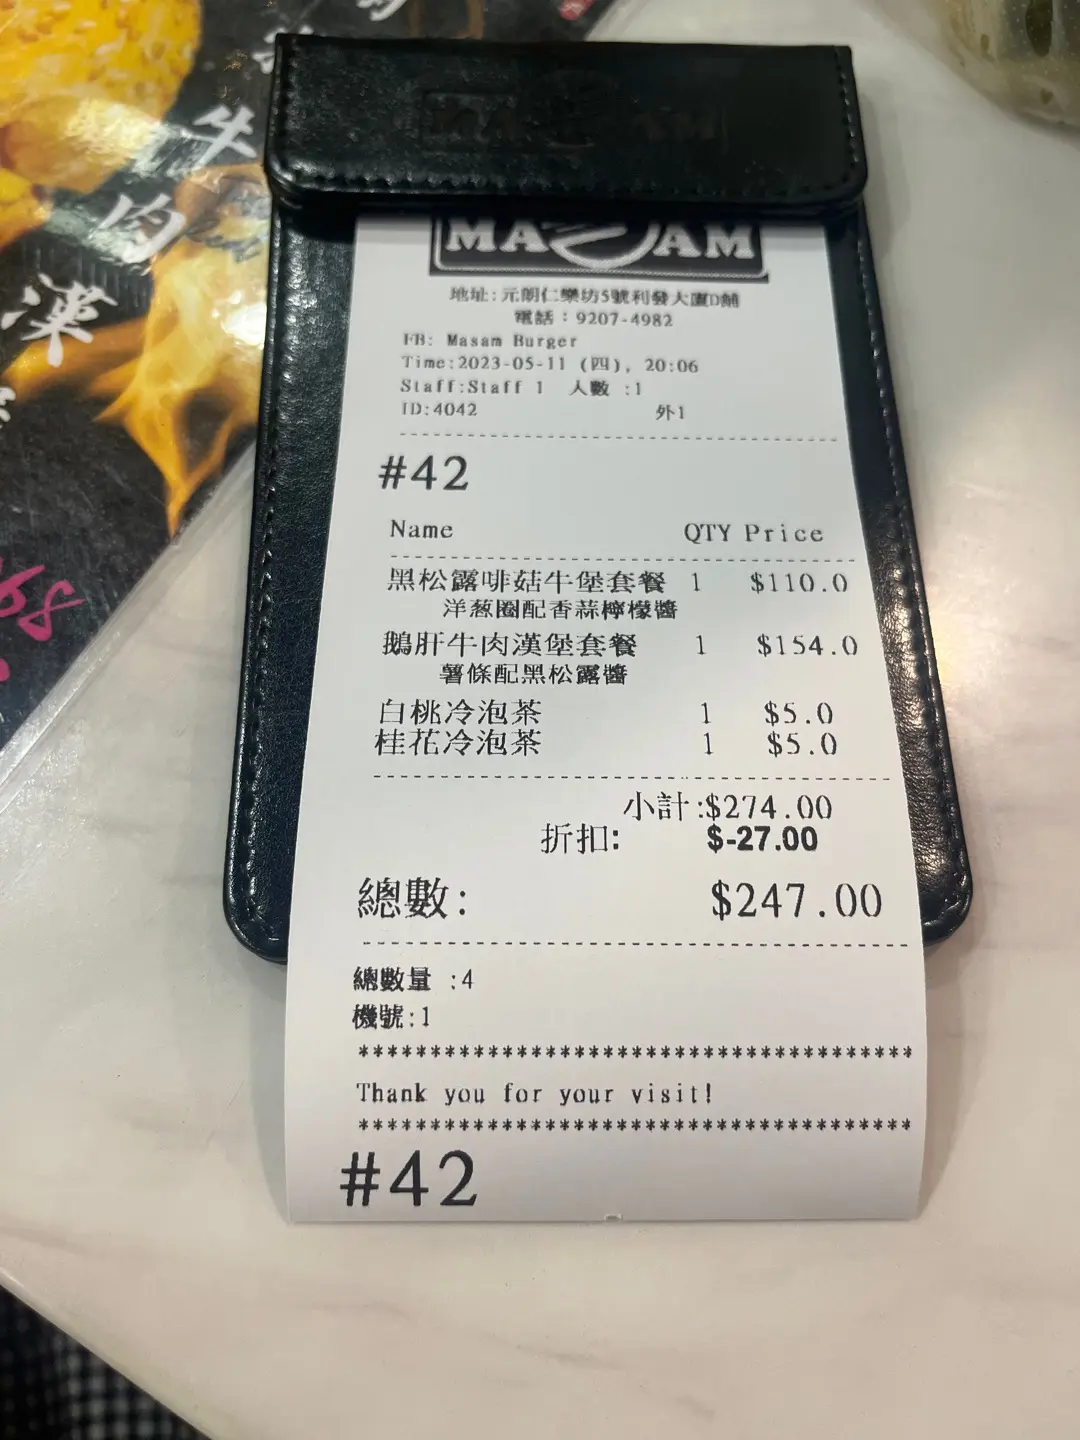 牛
肉
漢
MASAM
地址:元朗仁樂坊5號利發大廈D舖
電話：9207-4982
FB: Masam Burger
Time:2023-05-11 (四), 20:06
Staff:Staff 1 人數 :1
ID:4042 外1
#42
Name QTY Price
黑松露啡菇牛堡套餐 1 $110.0
洋葱圈配香蒜檸檬醬
鵝肝牛肉漢堡套餐 1 $154.0
薯條配黑松露醬
白桃冷泡茶 1 $5.0
桂花冷泡茶 1 $5.0
小計:$274.00
折扣: $-27.00
總數: $247.00
總數量 :4
機號:1
****************************************
Thank you for your visit!
****************************************
#42